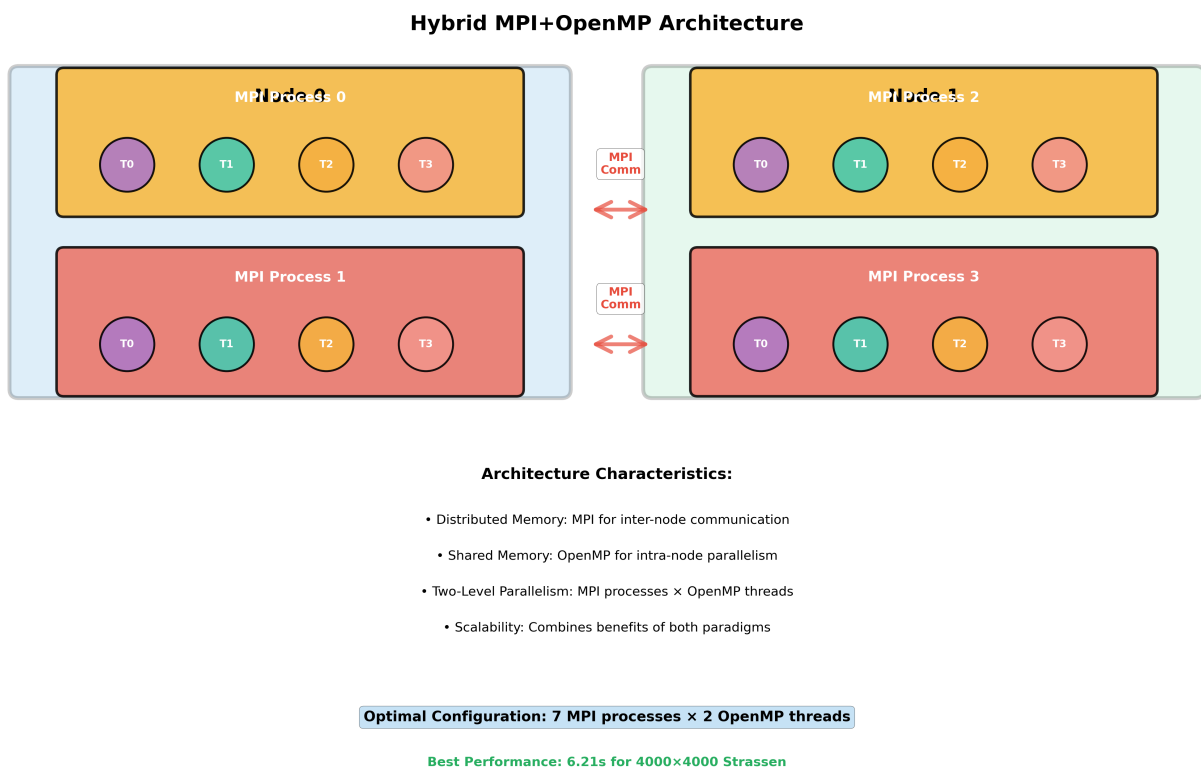 Hybrid MPI+OpenMP Architecture
Node 0
MPI Process 0
T0 T1 T2 T3
MPI Process 1
T0 T1 T2 T3
MPI
Comm
MPI
Comm
Node 1
MPI Process 2
T0 T1 T2 T3
MPI Process 3
T0 T1 T2 T3
Architecture Characteristics:
• Distributed Memory: MPI for inter-node communication
• Shared Memory: OpenMP for intra-node parallelism
• Two-Level Parallelism: MPI processes × OpenMP threads
• Scalability: Combines benefits of both paradigms
Optimal Configuration: 7 MPI processes × 2 OpenMP threads
Best Performance: 6.21s for 4000×4000 Strassen